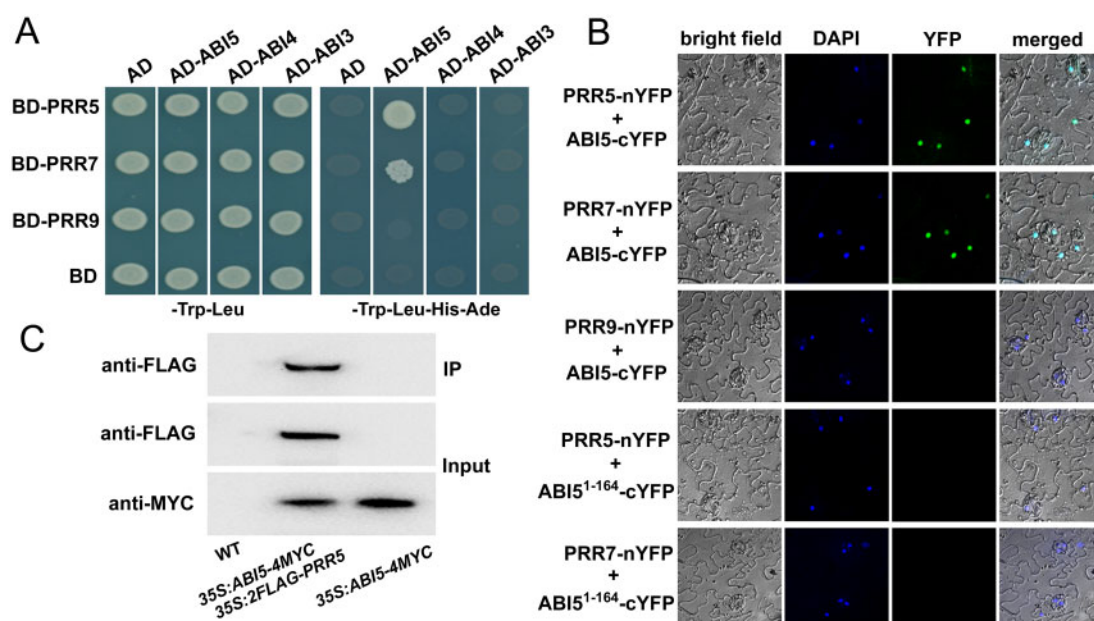 A
AD
AD-ABI5
AD-ABI4
AD-ABI3
AD
AD-ABI5
AD-ABI4
AD-ABI3
BD-PRR5
BD-PRR7
BD-PRR9
BD
-Trp-Leu
-Trp-Leu-His-Ade
B
bright field DAPI YFP merged
PRR5-nYFP
+
ABI5-cYFP
PRR7-nYFP
+
ABI5-cYFP
PRR9-nYFP
+
ABI5-cYFP
PRR5-nYFP
+
ABI5¹⁻¹⁶⁴-cYFP
PRR7-nYFP
+
ABI5¹⁻¹⁶⁴-cYFP
C
anti-FLAG
IP
anti-FLAG
Input
anti-MYC
WT
35S:ABI5-4MYC
35S:2FLAG-PRR5
35S:ABI5-4MYC